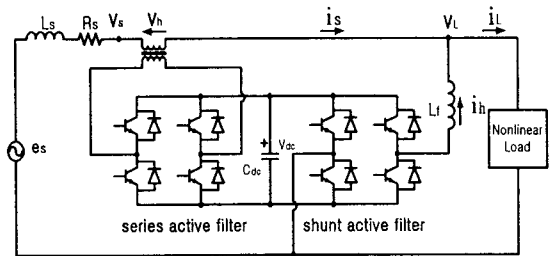 Ls Rs Vs Vh is VL iL
Lf ih
Nonlinear
Load
es
Vdc
Cdc
+
series active filter shunt active filter